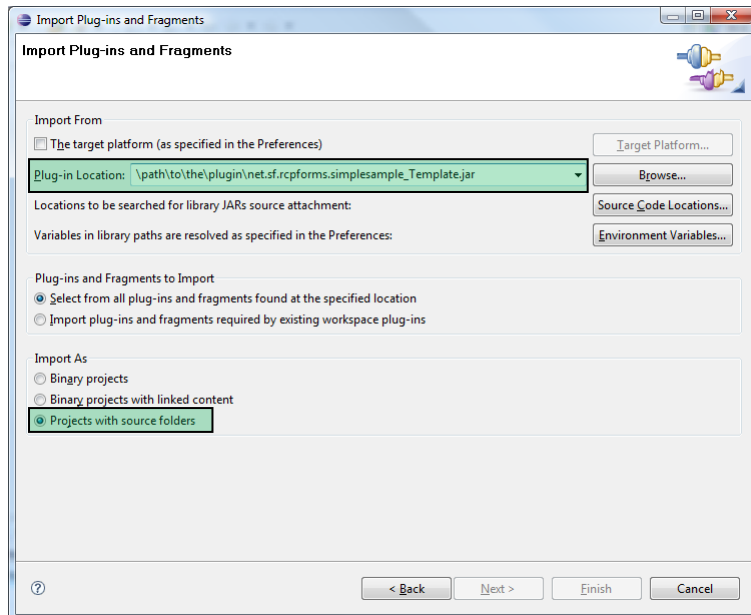 Import Plug-ins and Fragments
Import Plug-ins and Fragments
Import From
The target platform (as specified in the Preferences)
Target Platform...
Plug-in Location: \path\to\the\plugin\net.sf.rcpforms.simplesample_Template.jar
Browse...
Locations to be searched for library JARs source attachment:
Source Code Locations...
Variables in library paths are resolved as specified in the Preferences:
Environment Variables...
Plug-ins and Fragments to Import
Select from all plug-ins and fragments found at the specified location
Import plug-ins and fragments required by existing workspace plug-ins
Import As
Binary projects
Binary projects with linked content
Projects with source folders
?
< Back
Next >
Finish
Cancel